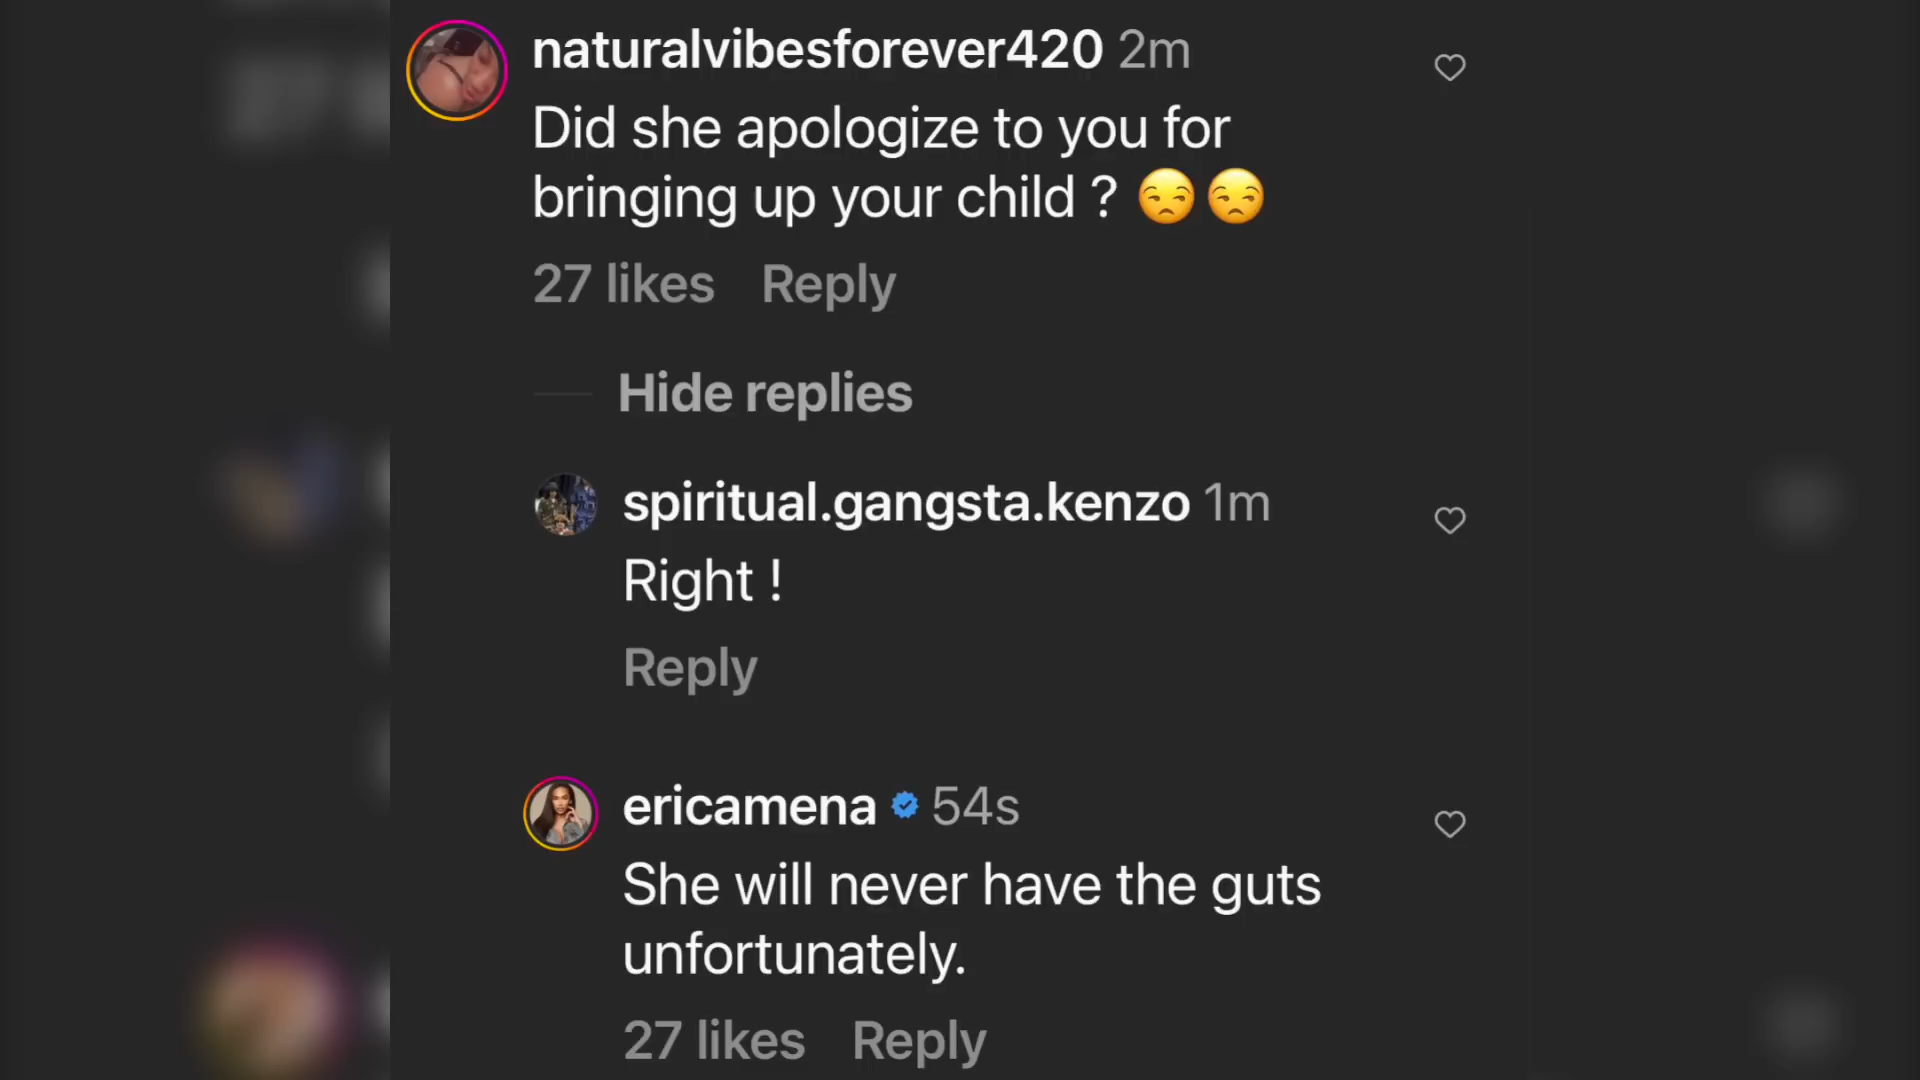 naturalvibesforever420 2m
Did she apologize to you for
bringing up your child ? 😒😒
27 likes Reply
Hide replies
spiritual.gangsta.kenzo 1m
Right !
Reply
ericamena 54s
She will never have the guts
unfortunately.
27 likes Reply